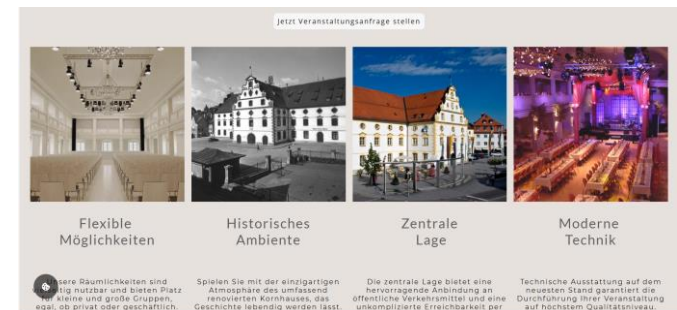 Jetzt Veranstaltungsanfrage stellen
Flexible
Möglichkeiten
Historisches
Ambiente
Zentrale
Lage
Moderne
Technik
Unsere Räumlichkeiten sind
nutzbar und bieten Platz
für kleine und große Gruppen,
egal, ob privat oder geschäftlich.
Spielen Sie mit der einzigartigen
Atmosphäre des umfassend
renovierten Kornhauses, das
Geschichte lebendig werden lässt.
Die zentrale Lage bietet eine
hervorragende Anbindung an
öffentliche Verkehrsmittel und eine
unkomplizierte Erreichbarkeit per
Technische Ausstattung auf dem
neuesten Stand garantiert die
Durchführung Ihrer Veranstaltung
auf höchstem Qualitätsniveau.